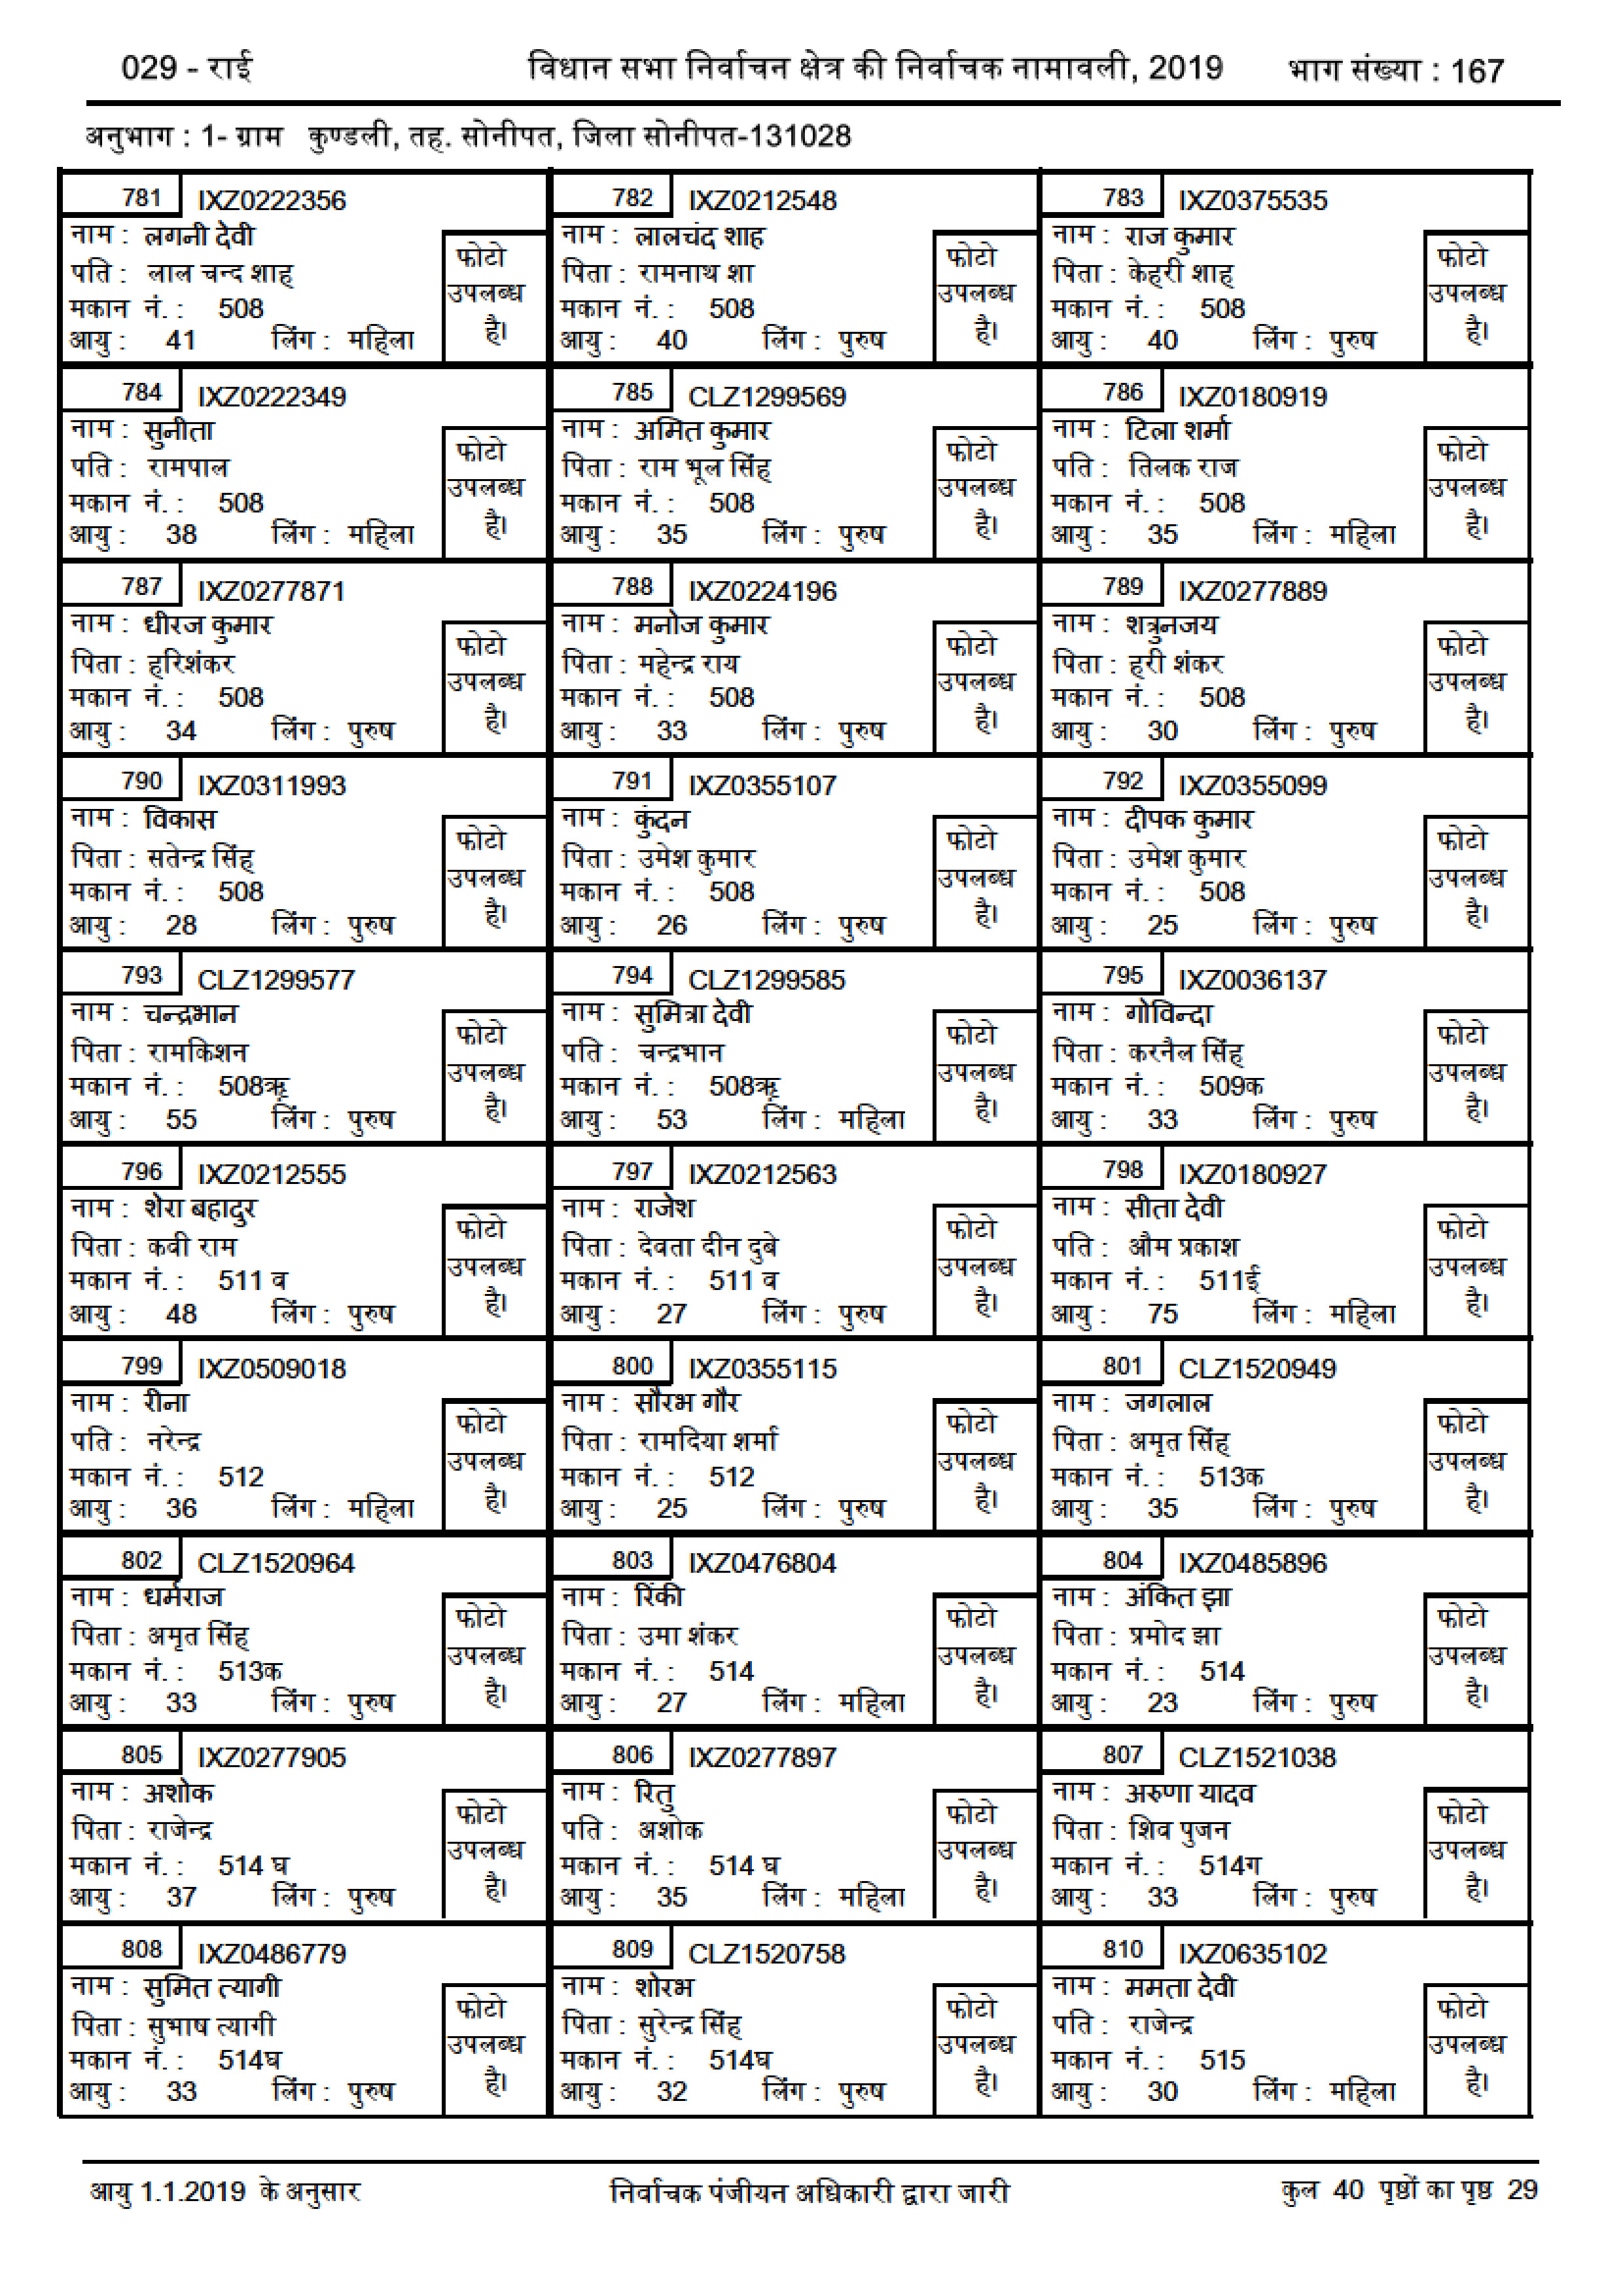 029 - राई विधान सभा निर्वाचन क्षेत्र की निर्वाचक नामावली, 2019 भाग संख्या : 167
अनुभाग : 1- ग्राम कुण्डली, तह. सोनीपत, जिला सोनीपत-131028
781 IXZ0222356
नाम : लगनी देवी
पति : लाल चन्द शाह
मकान नं. : 508
आयु : 41 लिंग : महिला
फोटो
उपलब्ध
है।
782 IXZ0212548
नाम : लालचंद शाह
पिता : रामनाथ शा
मकान नं. : 508
आयु : 40 लिंग : पुरुष
फोटो
उपलब्ध
है।
783 IXZ0375535
नाम : राज कुमार
पिता : केहरी शाह
मकान नं. : 508
आयु : 40 लिंग : पुरुष
फोटो
उपलब्ध
है।
784 IXZ0222349
नाम : सुनीता
पति : रामपाल
मकान नं. : 508
आयु : 38 लिंग : महिला
फोटो
उपलब्ध
है।
785 CLZ1299569
नाम : अमित कुमार
पिता : राम भूल सिंह
मकान नं. : 508
आयु : 35 लिंग : पुरुष
फोटो
उपलब्ध
है।
786 IXZ0180919
नाम : टिला शर्मा
पति : तिलक राज
मकान नं. : 508
आयु : 35 लिंग : महिला
फोटो
उपलब्ध
है।
787 IXZ0277871
नाम : धीरज कुमार
पिता : हरिशंकर
मकान नं. : 508
आयु : 34 लिंग : पुरुष
फोटो
उपलब्ध
है।
788 IXZ0224196
नाम : मनोज कुमार
पिता : महेन्द्र राय
मकान नं. : 508
आयु : 33 लिंग : पुरुष
फोटो
उपलब्ध
है।
789 IXZ0277889
नाम : शत्रुनजय
पिता : हरी शंकर
मकान नं. : 508
आयु : 30 लिंग : पुरुष
फोटो
उपलब्ध
है।
790 IXZ0311993
नाम : विकास
पिता : सतेन्द्र सिंह
मकान नं. : 508
आयु : 28 लिंग : पुरुष
फोटो
उपलब्ध
है।
791 IXZ0355107
नाम : कुंदन
पिता : उमेश कुमार
मकान नं. : 508
आयु : 26 लिंग : पुरुष
फोटो
उपलब्ध
है।
792 IXZ0355099
नाम : दीपक कुमार
पिता : उमेश कुमार
मकान नं. : 508
आयु : 25 लिंग : पुरुष
फोटो
उपलब्ध
है।
793 CLZ1299577
नाम : चन्द्रभान
पिता : रामकिशन
मकान नं. : 508ऋ
आयु : 55 लिंग : पुरुष
फोटो
उपलब्ध
है।
794 CLZ1299585
नाम : सुमित्रा देवी
पति : चन्द्रभान
मकान नं. : 508ऋ
आयु : 53 लिंग : महिला
फोटो
उपलब्ध
है।
795 IXZ0036137
नाम : गोविन्दा
पिता : करनैल सिंह
मकान नं. : 509क
आयु : 33 लिंग : पुरुष
फोटो
उपलब्ध
है।
796 IXZ0212555
नाम : शेरा बहादुर
पिता : कवी राम
मकान नं. : 511 व
आयु : 48 लिंग : पुरुष
फोटो
उपलब्ध
है।
797 IXZ0212563
नाम : राजेश
पिता : देवता दीन दुबे
मकान नं. : 511 व
आयु : 27 लिंग : पुरुष
फोटो
उपलब्ध
है।
798 IXZ0180927
नाम : सीता देवी
पति : औम प्रकाश
मकान नं. : 511ई
आयु : 75 लिंग : महिला
फोटो
उपलब्ध
है।
799 IXZ0509018
नाम : रीना
पति : नरेन्द्र
मकान नं. : 512
आयु : 36 लिंग : महिला
फोटो
उपलब्ध
है।
800 IXZ0355115
नाम : सौरभ गौर
पिता : रामदिया शर्मा
मकान नं. : 512
आयु : 25 लिंग : पुरुष
फोटो
उपलब्ध
है।
801 CLZ1520949
नाम : जगलाल
पिता : अमृत सिंह
मकान नं. : 513क
आयु : 35 लिंग : पुरुष
फोटो
उपलब्ध
है।
802 CLZ1520964
नाम : धर्मराज
पिता : अमृत सिंह
मकान नं. : 513क
आयु : 33 लिंग : पुरुष
फोटो
उपलब्ध
है।
803 IXZ0476804
नाम : रिंकी
पिता : उमा शंकर
मकान नं. : 514
आयु : 27 लिंग : महिला
फोटो
उपलब्ध
है।
804 IXZ0485896
नाम : अंकित झा
पिता : प्रमोद झा
मकान नं. : 514
आयु : 23 लिंग : पुरुष
फोटो
उपलब्ध
है।
805 IXZ0277905
नाम : अशोक
पिता : राजेन्द्र
मकान नं. : 514 घ
आयु : 37 लिंग : पुरुष
फोटो
उपलब्ध
है।
806 IXZ0277897
नाम : रितु
पति : अशोक
मकान नं. : 514 घ
आयु : 35 लिंग : महिला
फोटो
उपलब्ध
है।
807 CLZ1521038
नाम : अरुणा यादव
पिता : शिव पुजन
मकान नं. : 514ग
आयु : 33 लिंग : पुरुष
फोटो
उपलब्ध
है।
808 IXZ0486779
नाम : सुमित त्यागी
पिता : सुभाष त्यागी
मकान नं. : 514घ
आयु : 33 लिंग : पुरुष
फोटो
उपलब्ध
है।
809 CLZ1520758
नाम : शोरभ
पिता : सुरेन्द्र सिंह
मकान नं. : 514घ
आयु : 32 लिंग : पुरुष
फोटो
उपलब्ध
है।
810 IXZ0635102
नाम : ममता देवी
पति : राजेन्द्र
मकान नं. : 515
आयु : 30 लिंग : महिला
फोटो
उपलब्ध
है।
आयु 1.1.2019 के अनुसार निर्वाचक पंजीयन अधिकारी द्वारा जारी कुल 40 पृष्ठों का पृष्ठ 29